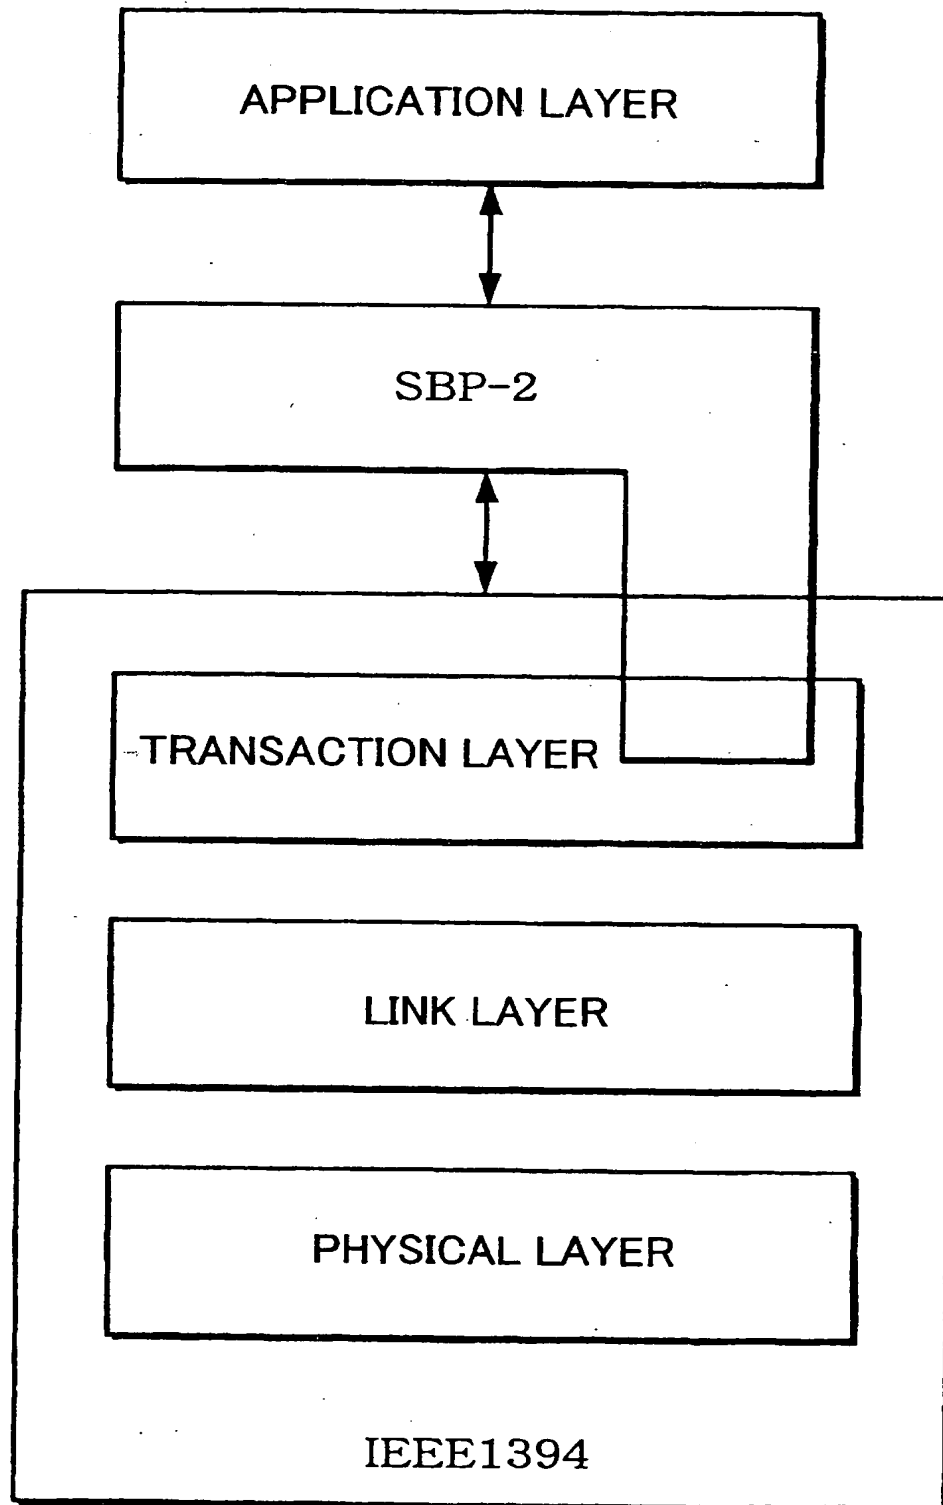 APPLICATION LAYER
SBP-2
TRANSACTION LAYER
LINK LAYER
PHYSICAL LAYER
IEEE1394